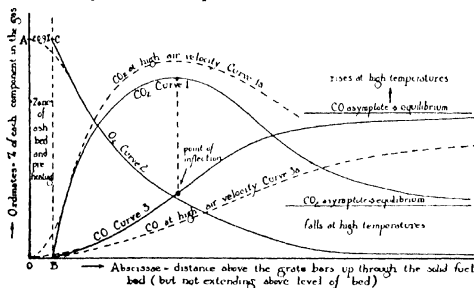 Ordinates - % of each component in the gas
A
20.9%
C
Zone of ash bed and pre heating
CO₂ at high air velocity Curve 1a
CO₂ Curve 1
O₂ Curve 2
point of inflection
CO Curve 3
CO at high air velocity Curve 3a
rises at high temperatures
CO asymptote & equilibrium
CO₂ asymptote & equilibrium
falls at high temperatures
O
B
Abscissae - distance above the grate bars up through the solid fuel
bed (but not extending above level of bed)